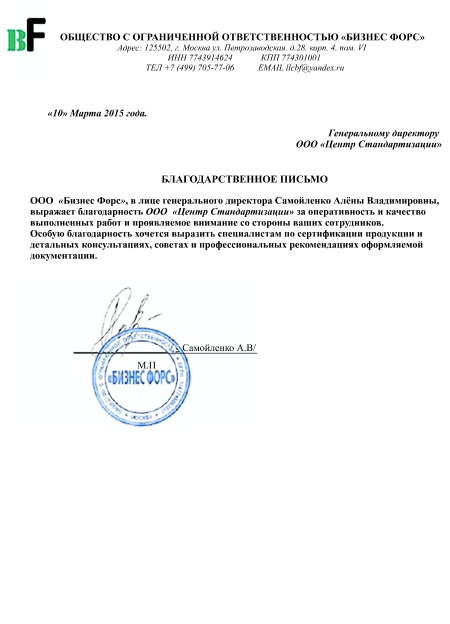 BF
ОБЩЕСТВО С ОГРАНИЧЕННОЙ ОТВЕТСТВЕННОСТЬЮ «БИЗНЕС ФОРС»
Адрес: 125502, г. Москва ул. Петрозаводская. д.28. корп. 4. пом. VI
ИНН 7743914624 КПП 774301001
ТЕЛ +7 (499) 705-77-06 EMAIL llcbf@yandex.ru
«10» Марта 2015 года.
Генеральному директору
ООО «Центр Стандартизации»
БЛАГОДАРСТВЕННОЕ ПИСЬМО
ООО «Бизнес Форс», в лице генерального директора Самойленко Алёны Владимировны,
выражает благодарность ООО «Центр Стандартизации» за оперативность и качество
выполненных работ и проявляемое внимание со стороны ваших сотрудников.
Особую благодарность хочется выразить специалистам по сертификации продукции и
детальных консультациях, советах и профессиональных рекомендациях оформляемой
документации.
Самойленко А.В/
М.П
«БИЗНЕС ФОРС»
МОСКВА